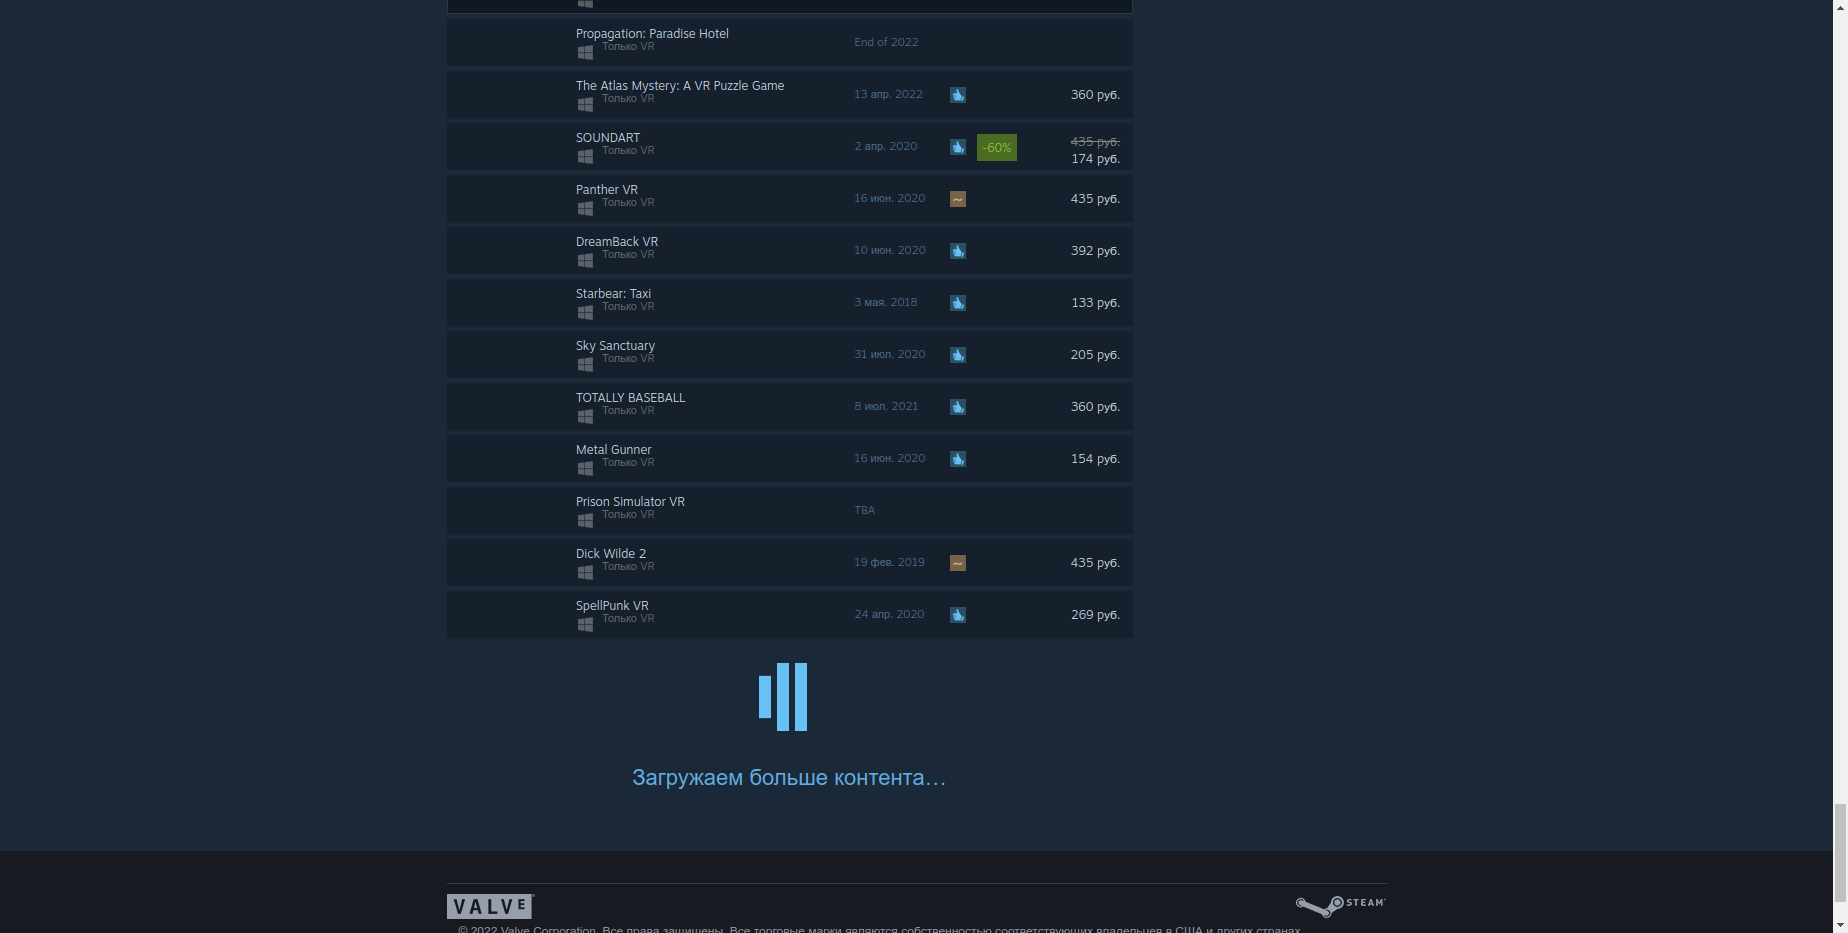 Propagation: Paradise Hotel
Только VR
End of 2022
The Atlas Mystery: A VR Puzzle Game
Только VR
13 апр. 2022
360 руб.
SOUNDART
Только VR
2 апр. 2020
-60%
435 руб.
174 руб.
Panther VR
Только VR
16 июн. 2020
435 руб.
DreamBack VR
Только VR
10 июн. 2020
392 руб.
Starbear: Taxi
Только VR
3 мая. 2018
133 руб.
Sky Sanctuary
Только VR
31 июл. 2020
205 руб.
TOTALLY BASEBALL
Только VR
8 июл. 2021
360 руб.
Metal Gunner
Только VR
16 июн. 2020
154 руб.
Prison Simulator VR
Только VR
TBA
Dick Wilde 2
Только VR
19 фев. 2019
435 руб.
SpellPunk VR
Только VR
24 апр. 2020
269 руб.
Загружаем больше контента…
VALVE
STEAM
© 2022 Valve Corporation. Все права защищены. Все торговые марки являются собственностью соответствующих владельцев в США и других странах.